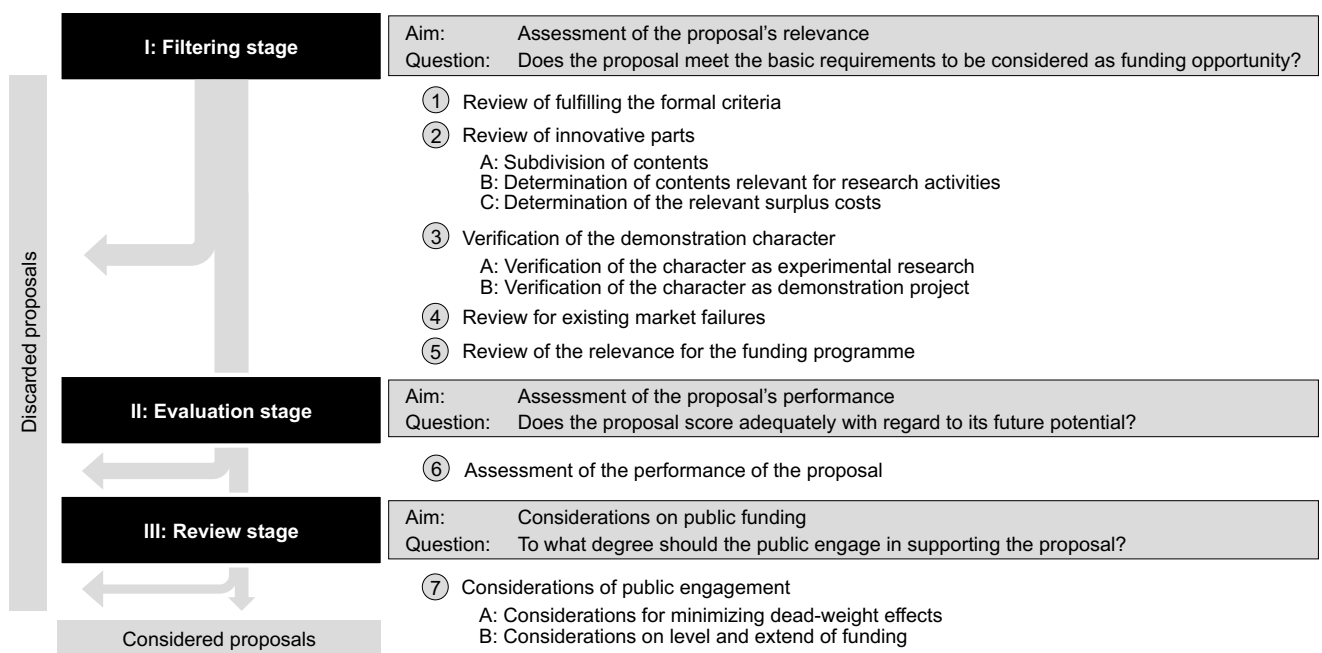 I: Filtering stage
Aim: Assessment of the proposal's relevance
Question: Does the proposal meet the basic requirements to be considered as funding opportunity?
1 Review of fulfilling the formal criteria
2 Review of innovative parts
A: Subdivision of contents
B: Determination of contents relevant for research activities
C: Determination of the relevant surplus costs
3 Verification of the demonstration character
A: Verification of the character as experimental research
B: Verification of the character as demonstration project
4 Review for existing market failures
5 Review of the relevance for the funding programme
Discarded proposals
II: Evaluation stage
Aim: Assessment of the proposal's performance
Question: Does the proposal score adequately with regard to its future potential?
6 Assessment of the performance of the proposal
III: Review stage
Aim: Considerations on public funding
Question: To what degree should the public engage in supporting the proposal?
7 Considerations of public engagement
A: Considerations for minimizing dead-weight effects
B: Considerations on level and extend of funding
Considered proposals